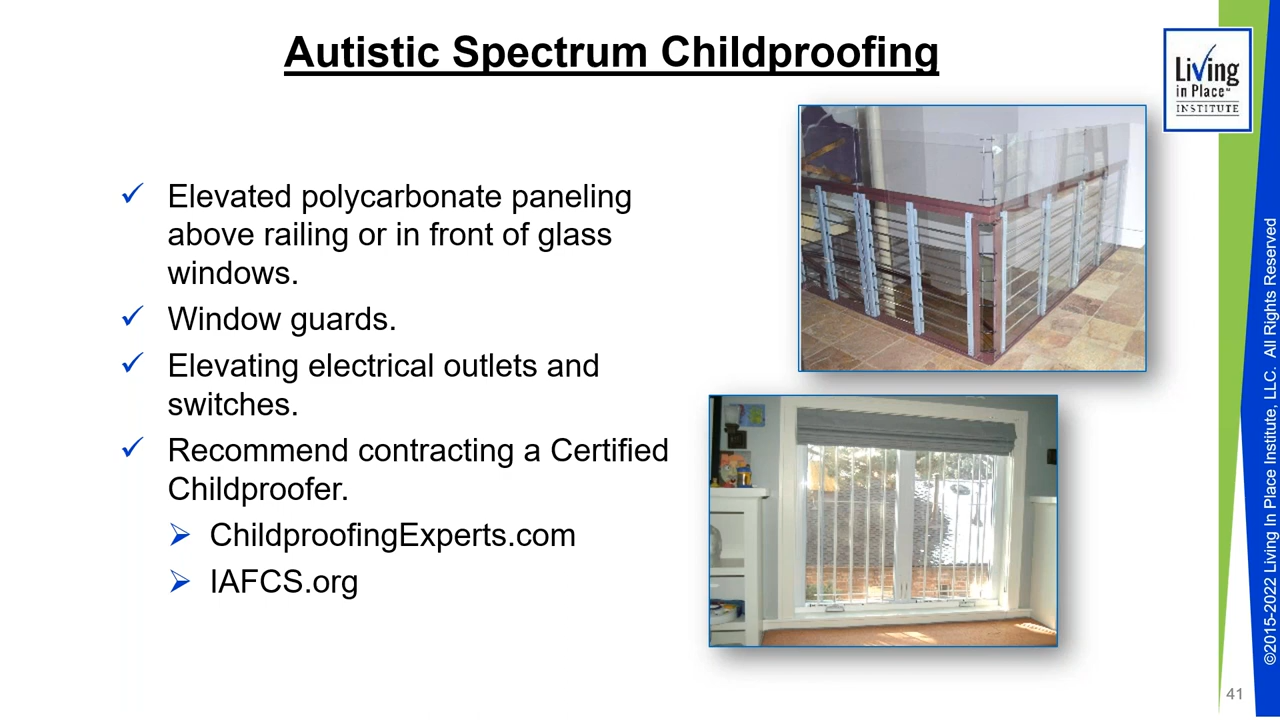 Autistic Spectrum Childproofing
Living
in Place℠
INSTITUTE
Elevated polycarbonate paneling
above railing or in front of glass
windows.
Window guards.
Elevating electrical outlets and
switches.
Recommend contracting a Certified
Childproofer.
ChildproofingExperts.com
IAFCS.org
©2015-2022 Living In Place Institute, LLC.  All Rights Reserved
41